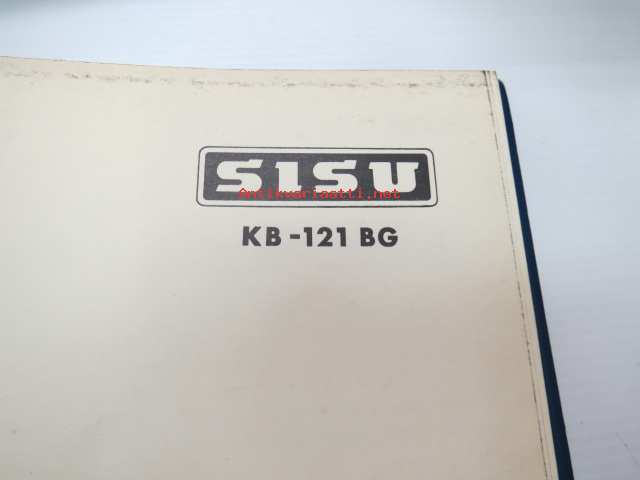 SISU
Antikvariaatti.net
KB-121 BG